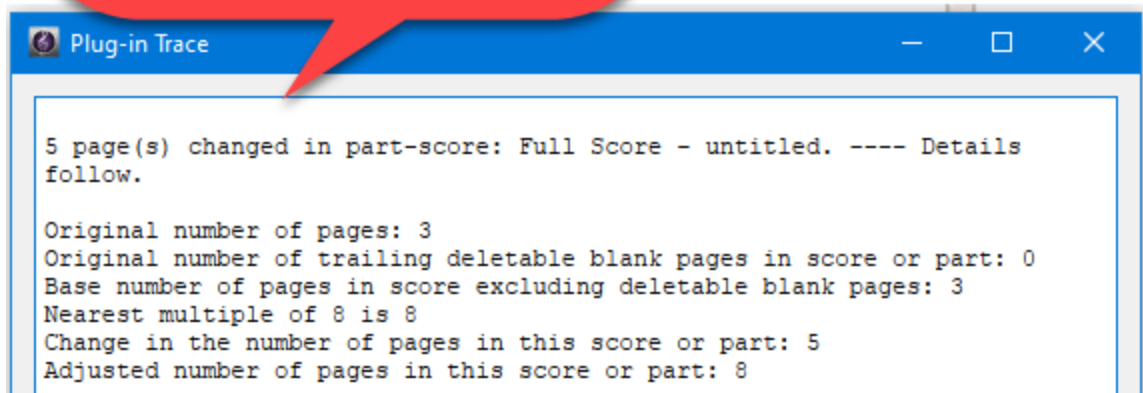 Plug-in Trace
5 page(s) changed in part-score: Full Score - untitled. ---- Details
follow.
Original number of pages: 3
Original number of trailing deletable blank pages in score or part: 0
Base number of pages in score excluding deletable blank pages: 3
Nearest multiple of 8 is 8
Change in the number of pages in this score or part: 5
Adjusted number of pages in this score or part: 8